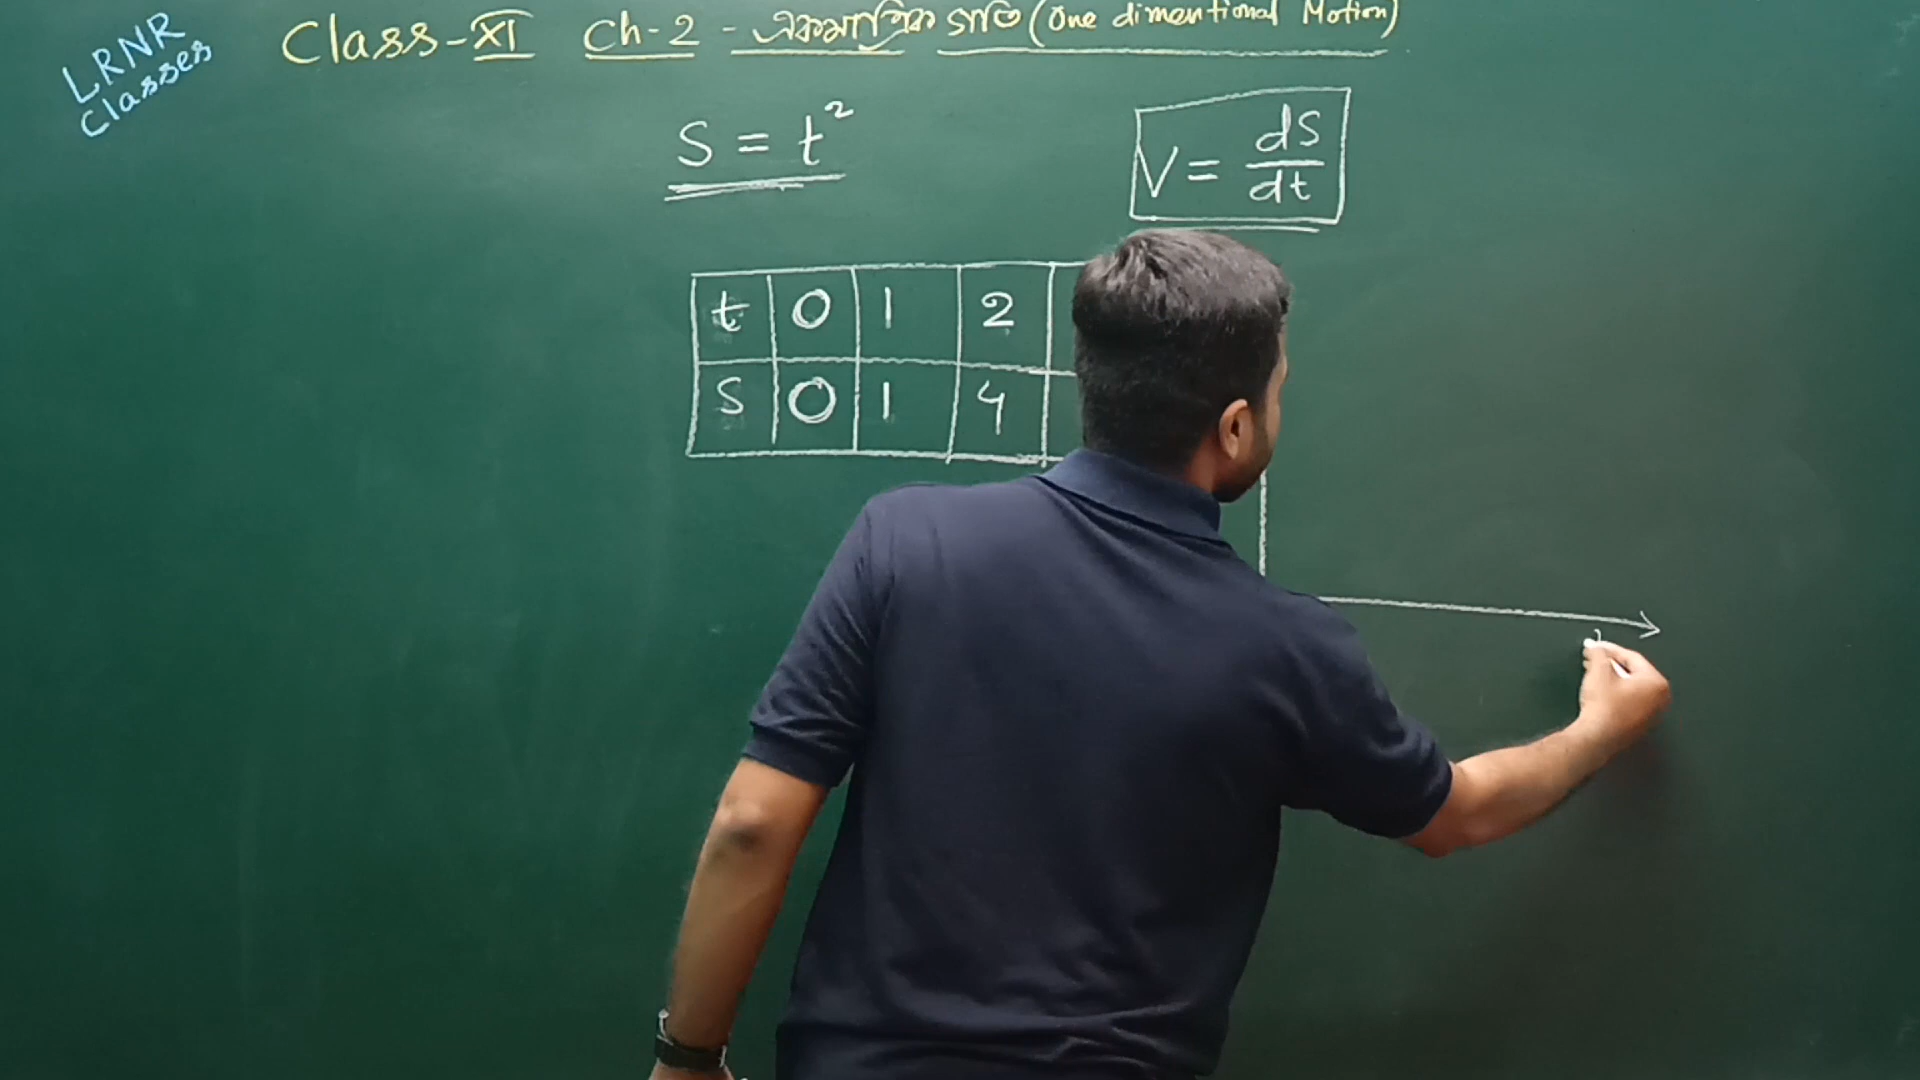 LRNR
Classes
Class-XI Ch-2 - একমাত্রিক গতি (One dimentional Motion)
S = t²
V = dS/dt
t 0 1 2
S 0 1 4